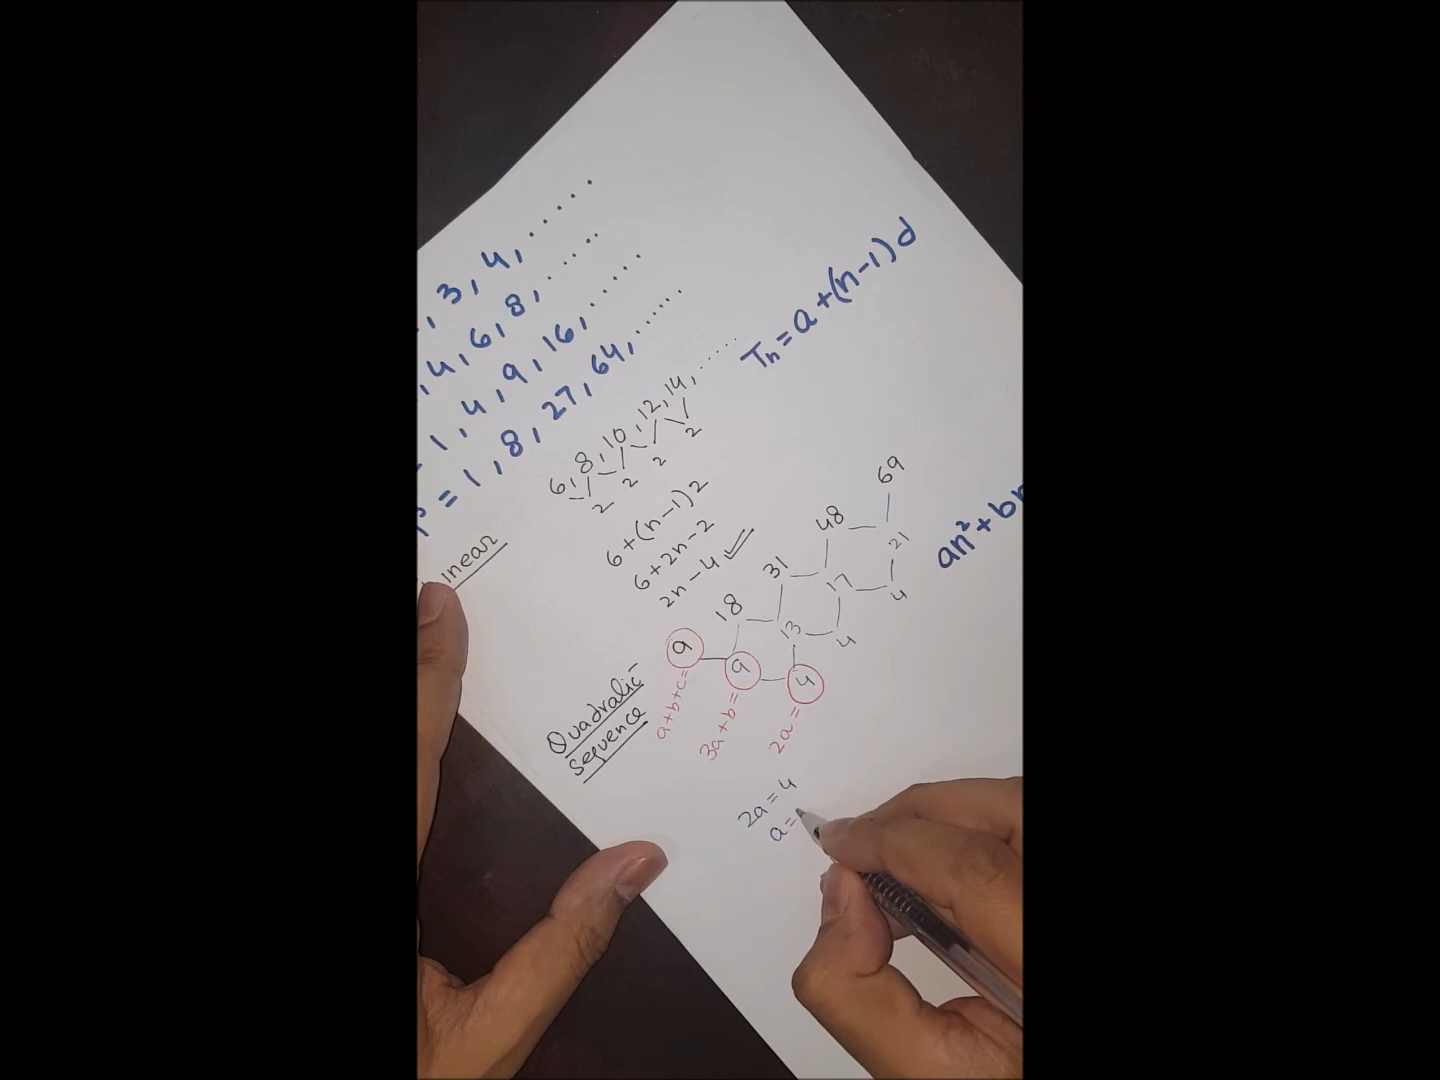 , 3, 4, ......
, 4, 6, 8, .....
1, 4, 9, 16, ......
= 1, 8, 27, 64, ......
6, 8, 10, 12, 14, ......
2 2 2 2
6+(n-1)2
6+2n-2
2n-4
Tn = a+(n-1)d
inear
Quadralic
sequence
9 18 31 48 69
9 13 17 21
4 4 4
a+b+c=
3a+b=
2a=
2a=4
a=
an²+b